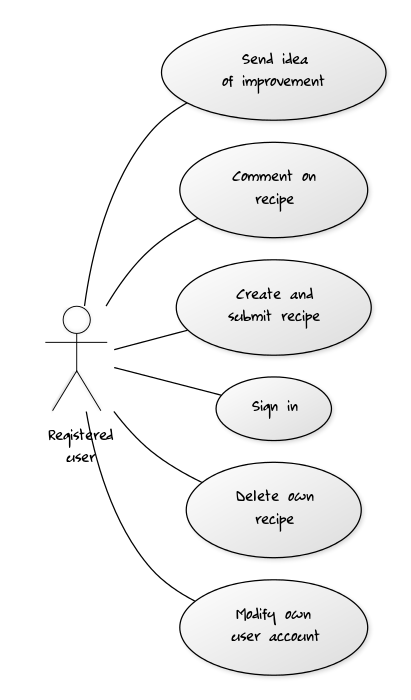 Send idea
of improvement
Comment on
recipe
Create and
submit recipe
Sign in
Registered
user
Delete own
recipe
Modify own
user account